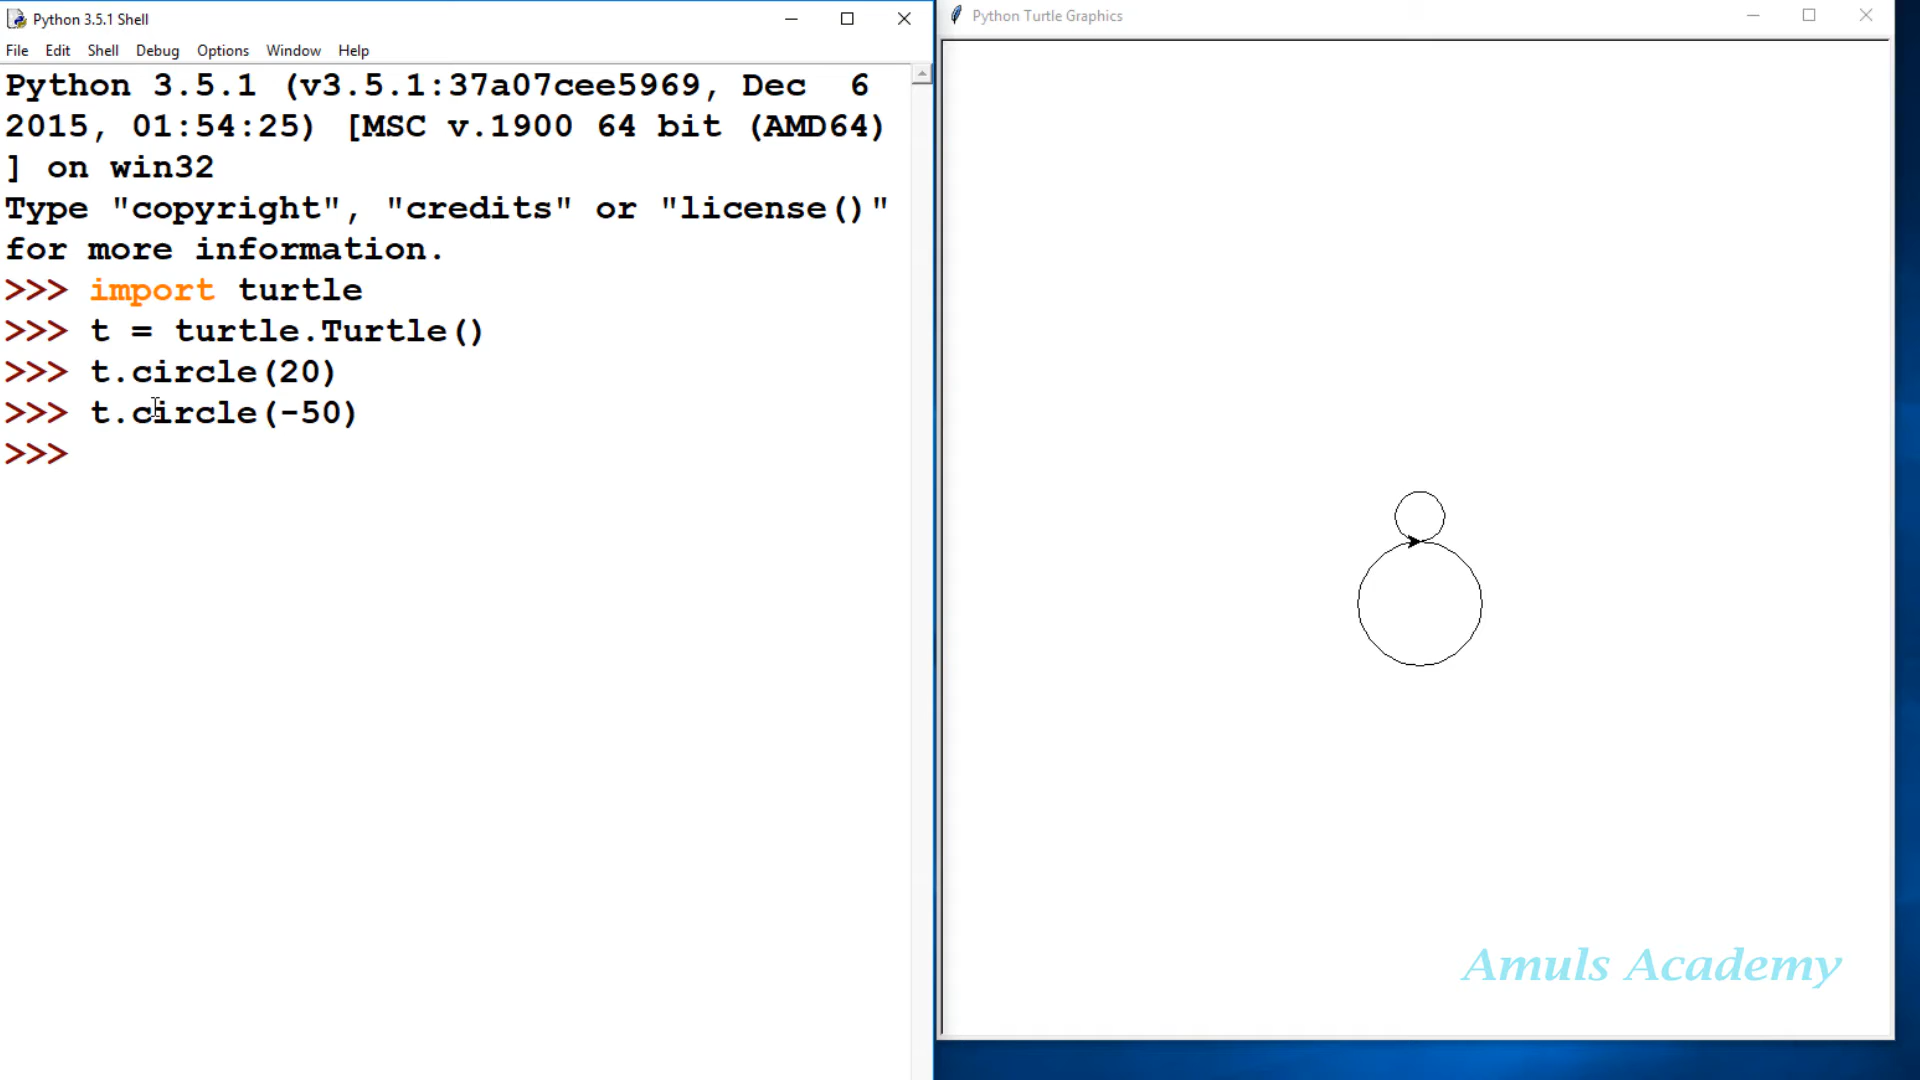 Python 3.5.1 Shell
File Edit Shell Debug Options Window Help
Python 3.5.1 (v3.5.1:37a07cee5969, Dec  6
2015, 01:54:25) [MSC v.1900 64 bit (AMD64)
] on win32
Type "copyright", "credits" or "license()"
for more information.
>>> import turtle
>>> t = turtle.Turtle()
>>> t.circle(20)
>>> t.circle(-50)
>>>
Python Turtle Graphics
Amuls Academy